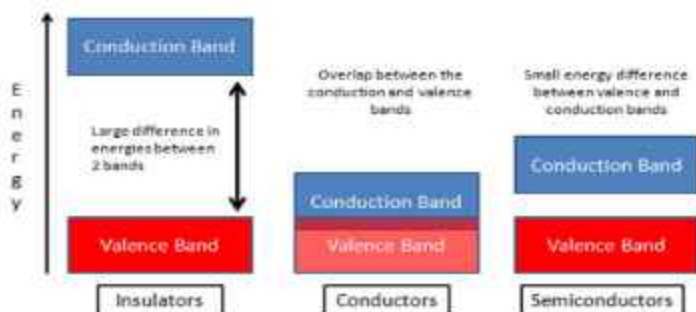 Energy
Conduction Band
Large difference in
energies between
2 bands
Valence Band
Insulators
Overlap between the
conduction and valence
bands
Conduction Band
Valence Band
Conductors
Small energy difference
between valence and
conduction bands
Conduction Band
Valence Band
Semiconductors